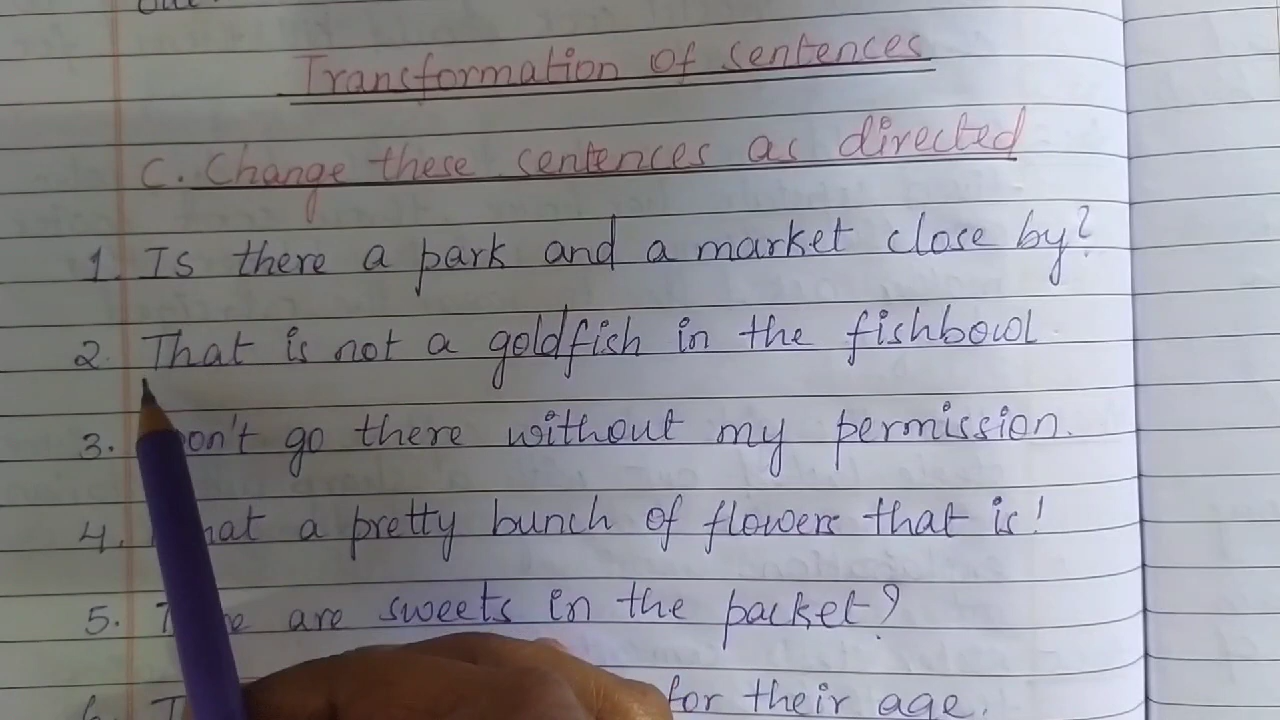 Transformation of sentences
C. Change these sentences as directed
1. Is there a park and a market close by?
2. That is not a goldfish in the fishbowl.
3. go there without my permission.
4. a pretty bunch of flowers that is!
5. are sweets in the packet?
for their age.